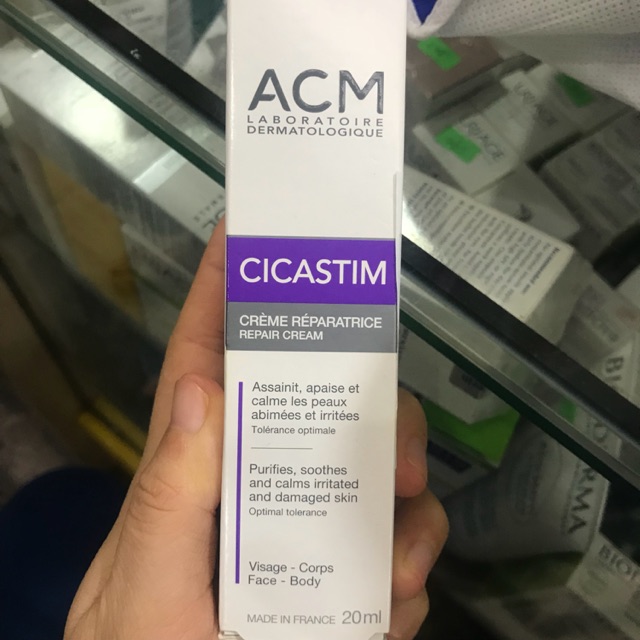 ACM
LABORATOIRE
DERMATOLOGIQUE
CICASTIM
CRÈME RÉPARATRICE
REPAIR CREAM
Assainit, apaise et
calme les peaux
abimées et irritées
Tolérance optimale
Purifies, soothes
and calms irritated
and damaged skin
Optimal tolerance
Visage - Corps
Face - Body
MADE IN FRANCE 20ml